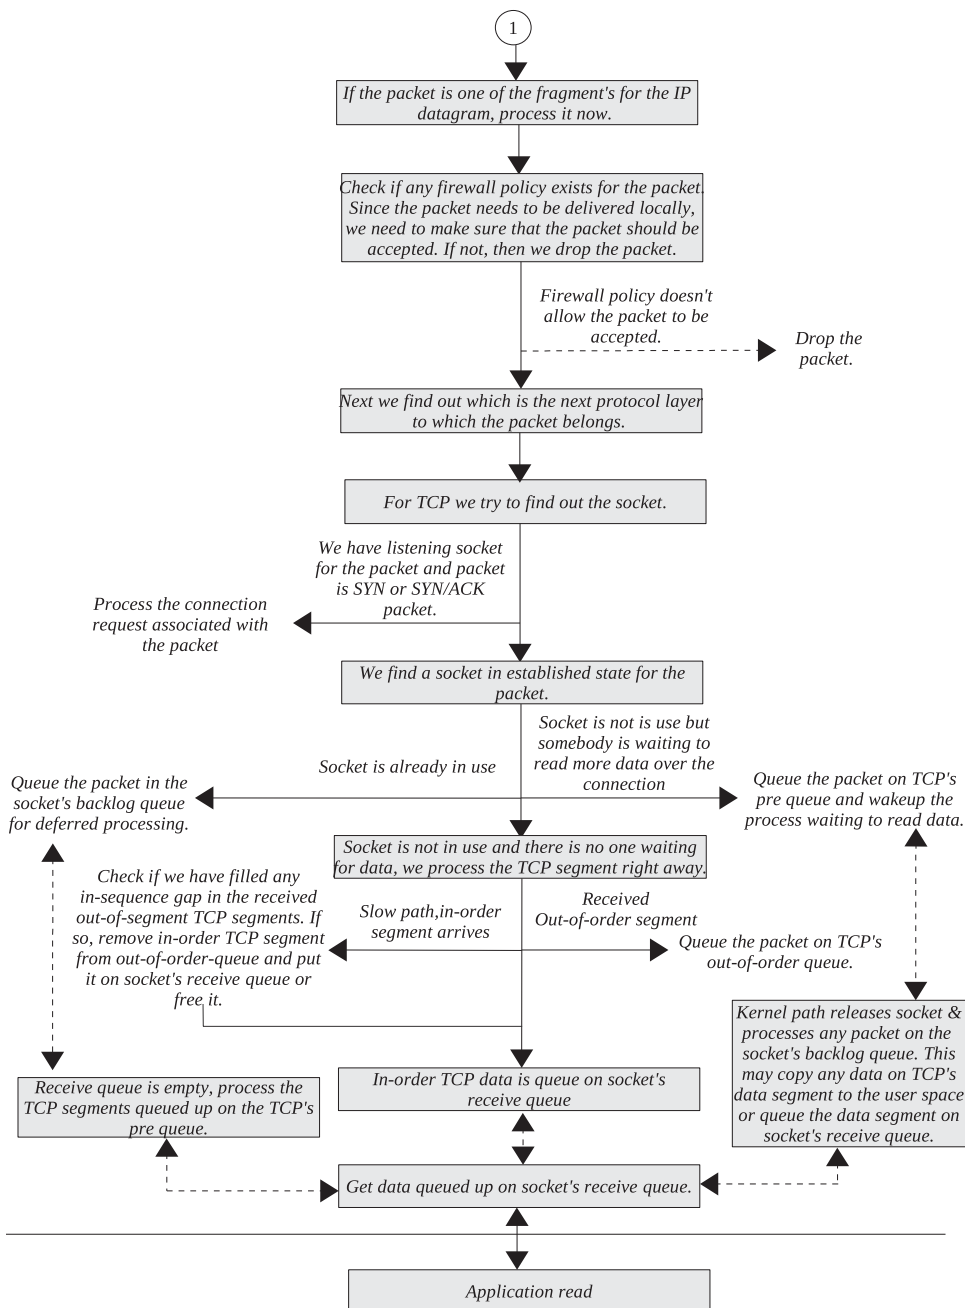 1
If the packet is one of the fragment's for the IP
datagram, process it now.
Check if any firewall policy exists for the packet.
Since the packet needs to be delivered locally,
we need to make sure that the packet should be
accepted. If not, then we drop the packet.
Firewall policy doesn't
allow the packet to be
accepted.
Drop the
packet.
Next we find out which is the next protocol layer
to which the packet belongs.
For TCP we try to find out the socket.
We have listening socket
for the packet and packet
is SYN or SYN/ACK
packet.
Process the connection
request associated with
the packet
We find a socket in established state for the
packet.
Socket is not is use but
somebody is waiting to
read more data over the
connection
Socket is already in use
Queue the packet in the
socket's backlog queue
for deferred processing.
Queue the packet on TCP's
pre queue and wakeup the
process waiting to read data.
Socket is not in use and there is no one waiting
for data, we process the TCP segment right away.
Check if we have filled any
in-sequence gap in the received
out-of-segment TCP segments. If
so, remove in-order TCP segment
from out-of-order-queue and put
it on socket's receive queue or
free it.
Slow path,in-order
segment arrives
Received
Out-of-order segment
Queue the packet on TCP's
out-of-order queue.
Kernel path releases socket &
processes any packet on the
socket's backlog queue. This
may copy any data on TCP's
data segment to the user space
or queue the data segment on
socket's receive queue.
Receive queue is empty, process the
TCP segments queued up on the TCP's
pre queue.
In-order TCP data is queue on socket's
receive queue
Get data queued up on socket's receive queue.
Application read